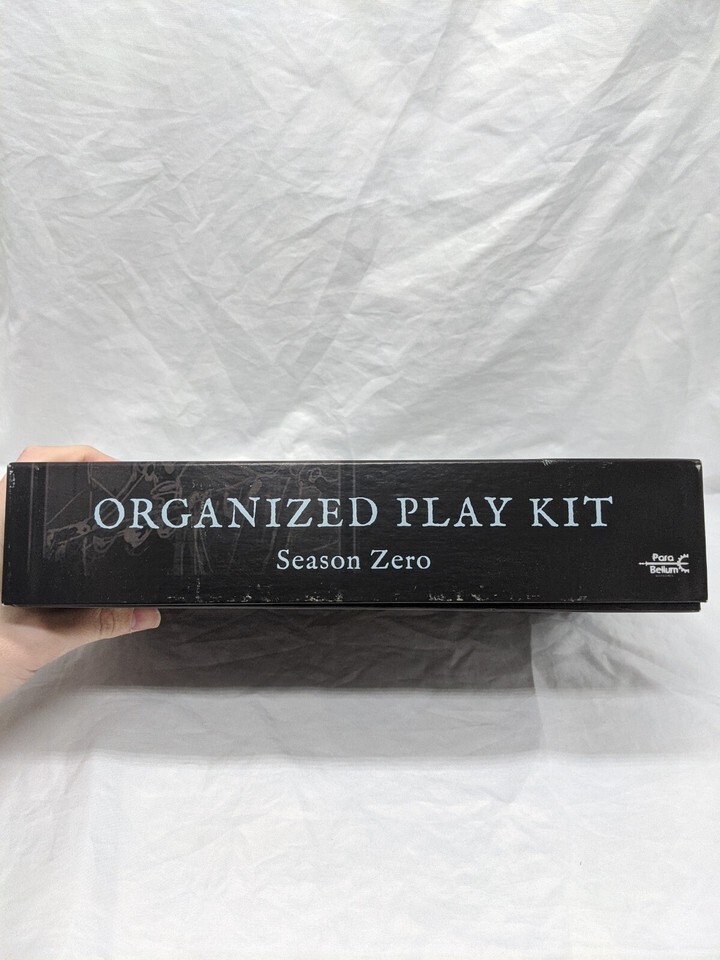 ORGANIZED PLAY KIT
Season Zero
Para
Bellum